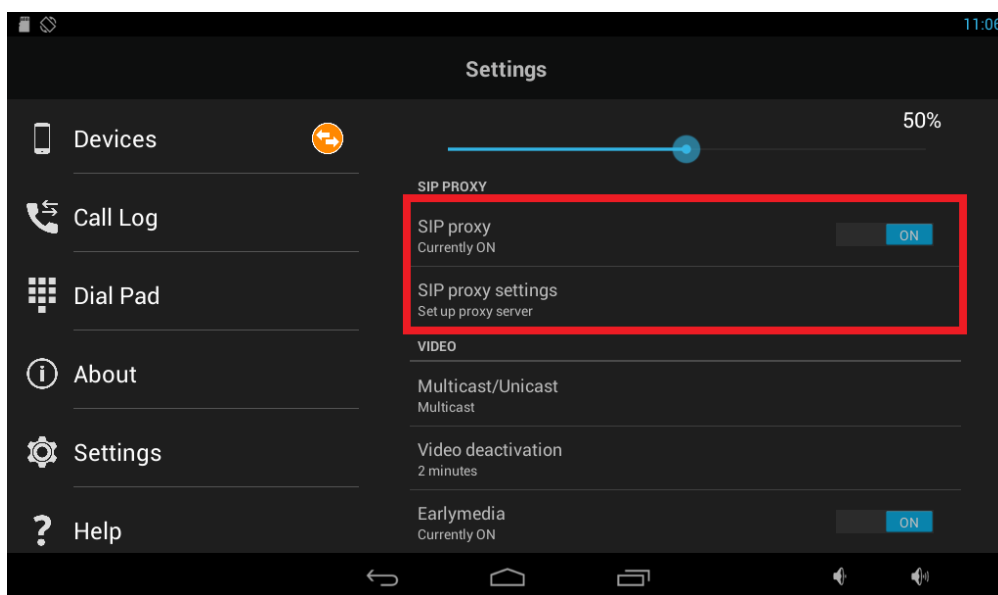 11:06
Settings
Devices
Call Log
Dial Pad
About
Settings
Help
50%
SIP PROXY
SIP proxy
Currently ON
ON
SIP proxy settings
Set up proxy server
VIDEO
Multicast/Unicast
Multicast
Video deactivation
2 minutes
Earlymedia
Currently ON
ON